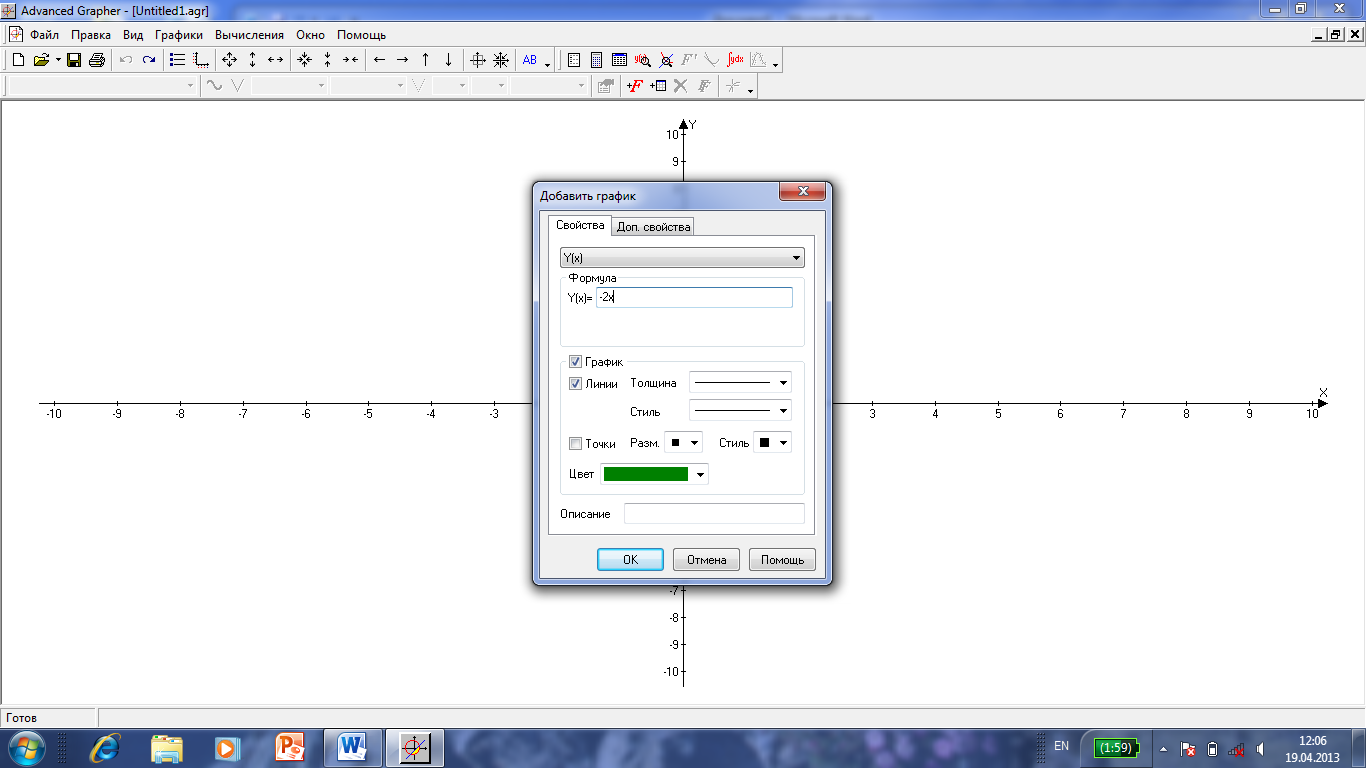 Advanced Grapher - [Untitled1.agr]
Файл Правка Вид Графики Вычисления Окно Помощь
AB y(x) F' ∫ydx
+F F
Y
10
9
Добавить график
Свойства Доп. свойства
Y(x)
Формула
Y(x)= -2x
График
Линии Толщина
Стиль
Точки Разм. Стиль
Цвет
Описание
OK Отмена Помощь
X
-10 -9 -8 -7 -6 -5 -4 -3 3 4 5 6 7 8 9 10
-7
-8
-9
-10
Готов
EN (1:59) 12:06
19.04.2013